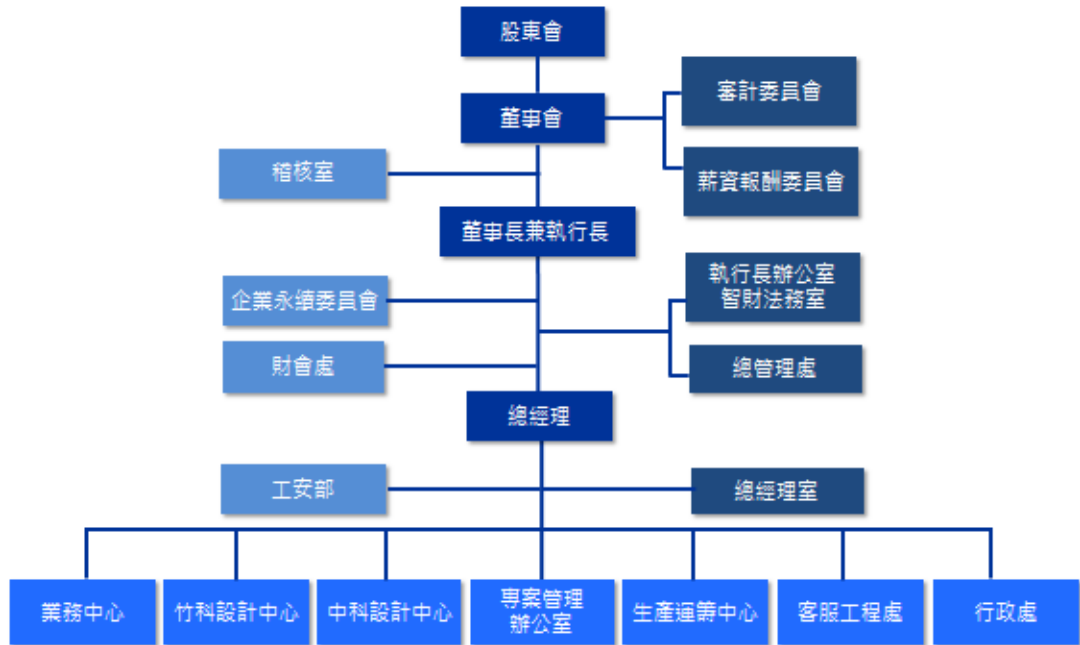 股東會
董事會
審計委員會
稽核室
薪資報酬委員會
董事長兼執行長
執行長辦公室
智財法務室
企業永續委員會
財會處
總管理處
總經理
工安部
總經理室
業務中心
竹科設計中心
中科設計中心
專案管理
辦公室
生產運籌中心
客服工程處
行政處